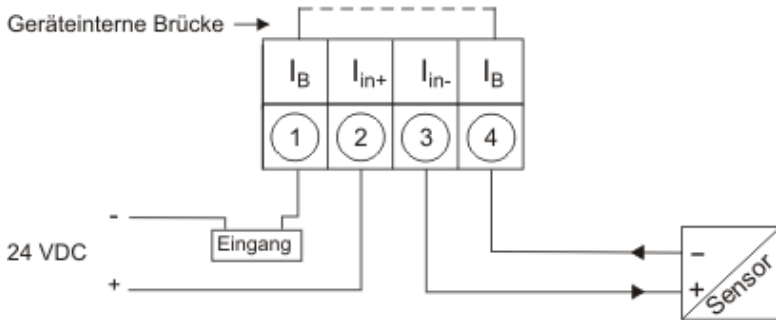 Geräteinterne Brücke
I_B I_in+ I_in- I_B
1 2 3 4
-
Eingang
24 VDC
+
-
+
Sensor